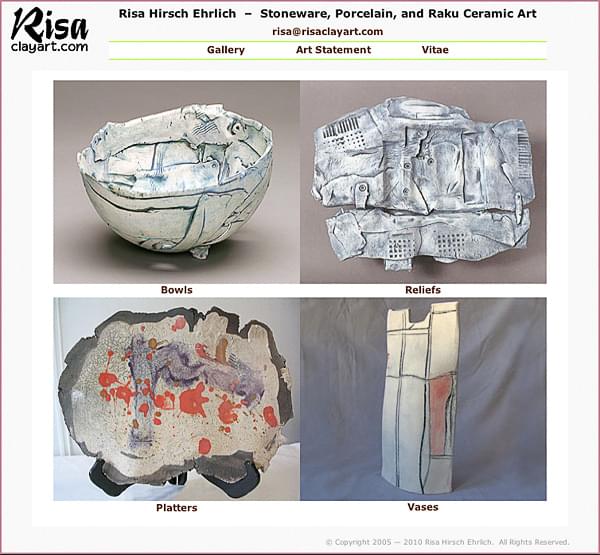 Risa
clayart.com
Risa Hirsch Ehrlich – Stoneware, Porcelain, and Raku Ceramic Art
risa@risaclayart.com
Gallery Art Statement Vitae
Bowls Reliefs
Platters Vases
© Copyright 2005 — 2010 Risa Hirsch Ehrlich. All Rights Reserved.